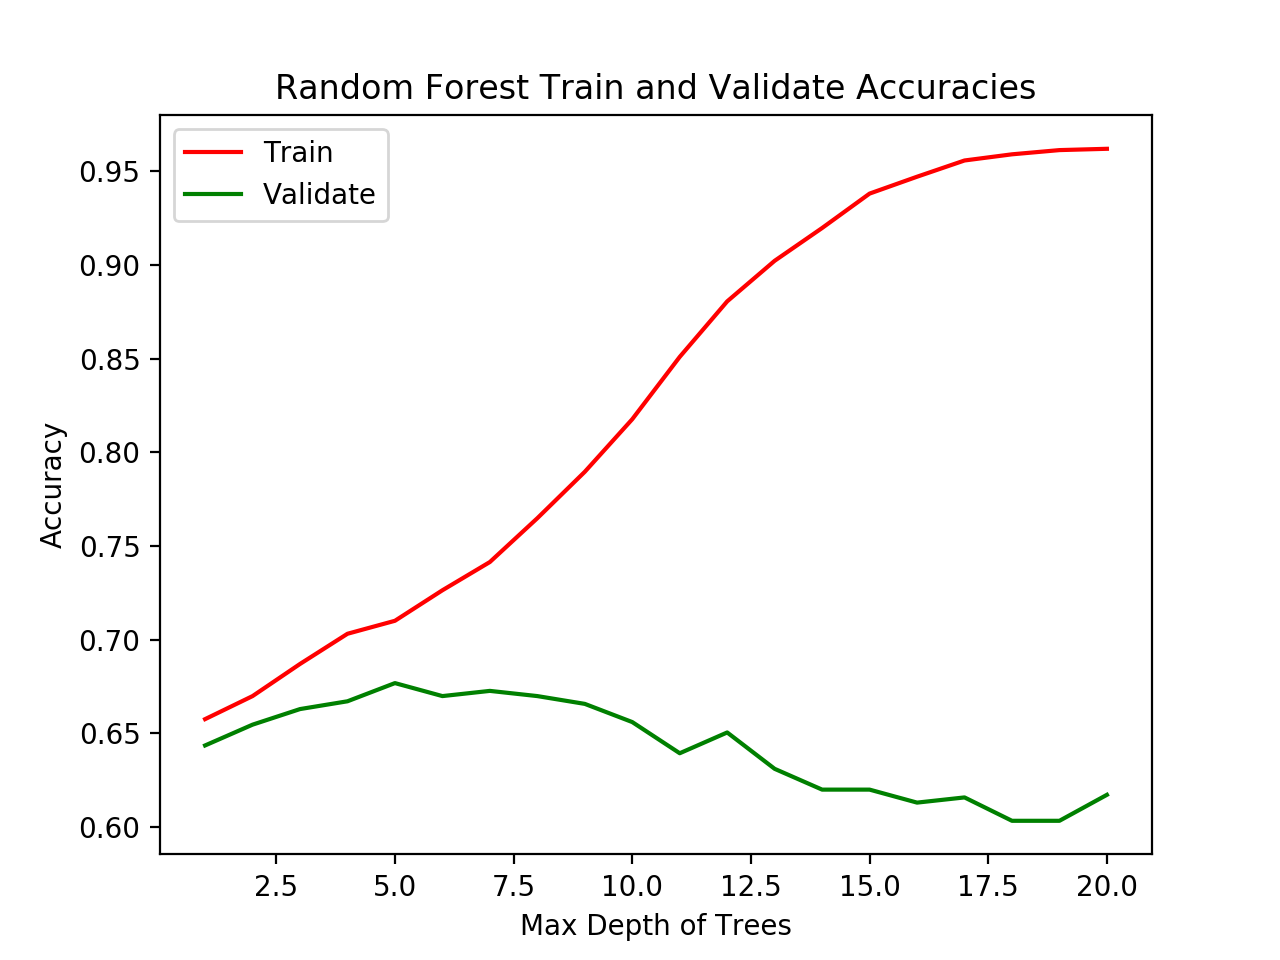 Random Forest Train and Validate Accuracies
Train
Validate
0.95
0.90
0.85
0.80
0.75
0.70
0.65
0.60
Accuracy
2.5 5.0 7.5 10.0 12.5 15.0 17.5 20.0
Max Depth of Trees